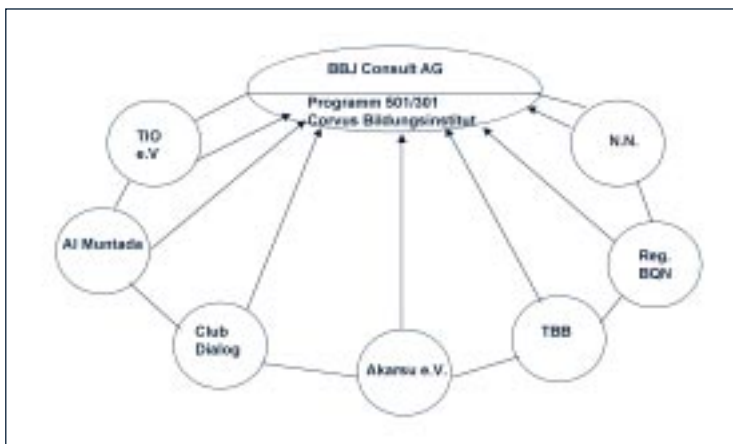 BBJ Consult AG
Programm 501/301
Corvus Bildungsinstitut
TIO
e.V
N.N.
Al Muntada
Reg.
BQN
Club
Dialog
TBB
Akarsu e.V.